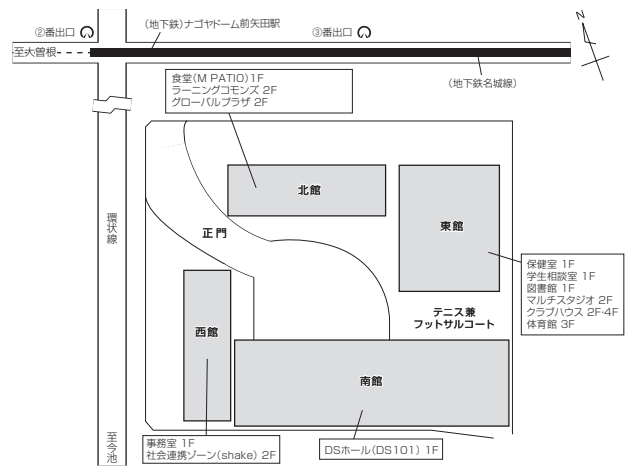 ②番出口
(地下鉄)ナゴヤドーム前矢田駅
③番出口
N
至大曽根
(地下鉄名城線)
食堂(M PATIO)1F
ラーニングコモンズ 2F
グローバルプラザ 2F
北館
東館
環状線
正門
保健室 1F
学生相談室 1F
図書館 1F
マルチスタジオ 2F
クラブハウス 2F・4F
体育館 3F
テニス兼
フットサルコート
西館
南館
至今池
事務室 1F
社会連携ゾーン(shake) 2F
DSホール(DS101) 1F